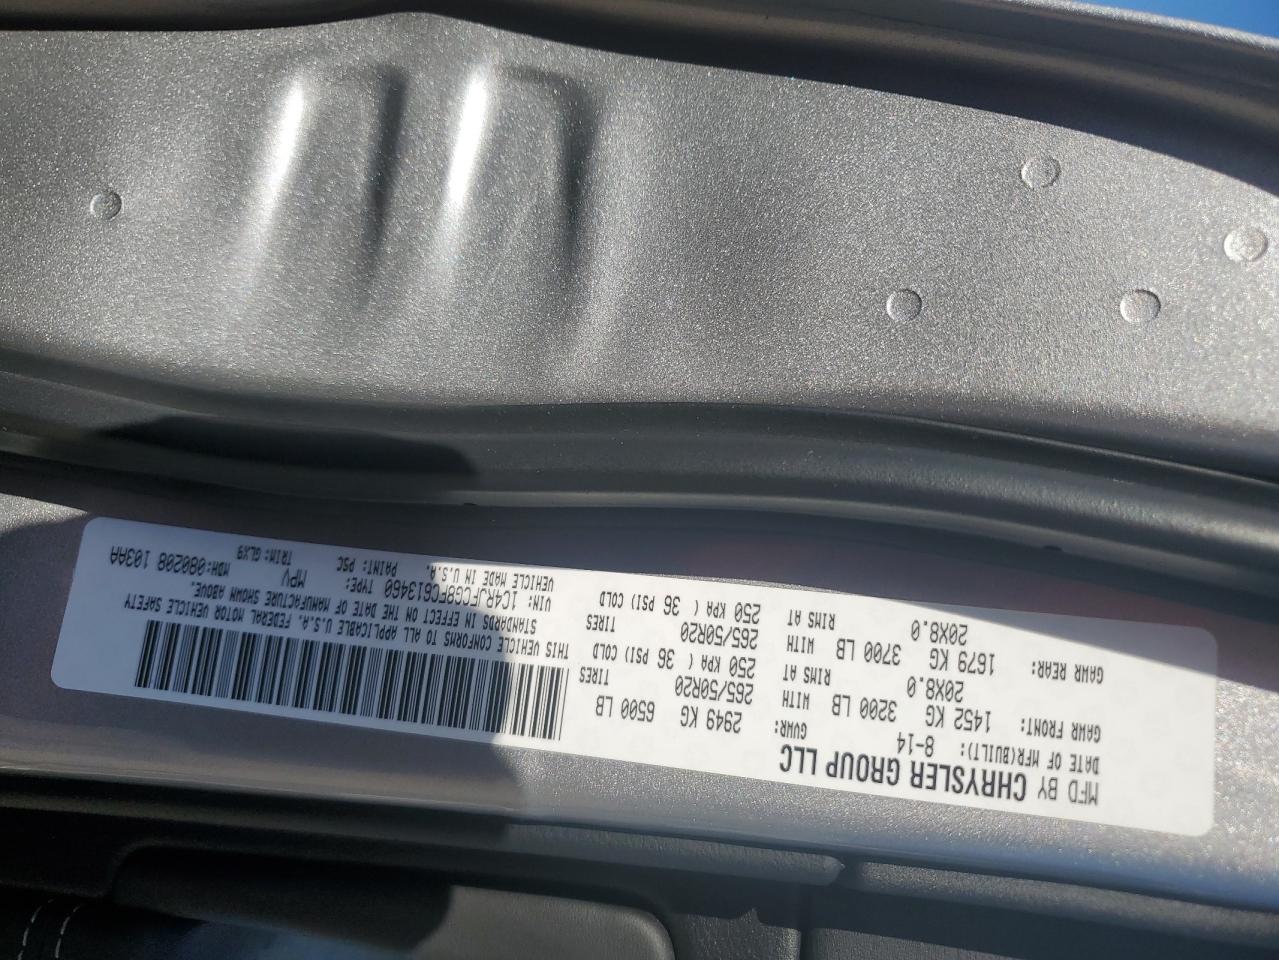 MFD BY CHRYSLER GROUP LLC
DATE OF MFR(BUILT): 8-14 GVWR: 2949 KG 6500 LB
GAWR FRONT: 1452 KG 3200 LB WITH 265/50R20 TIRES
20X8.0 RIMS AT 250 KPA ( 36 PSI) COLD
GAWR REAR: 1679 KG 3700 LB WITH 265/50R20 TIRES
20X8.0 RIMS AT 250 KPA ( 36 PSI) COLD
THIS VEHICLE CONFORMS TO ALL APPLICABLE U.S.A. FEDERAL MOTOR VEHICLE SAFETY
STANDARDS IN EFFECT ON THE DATE OF MANUFACTURE SHOWN ABOVE.
VIN: 1C4RJFCG8FC613460 TYPE: MPV MDH:080208 103AA
VEHICLE MADE IN U.S.A. PAINT: PSC TRIM: GLX9